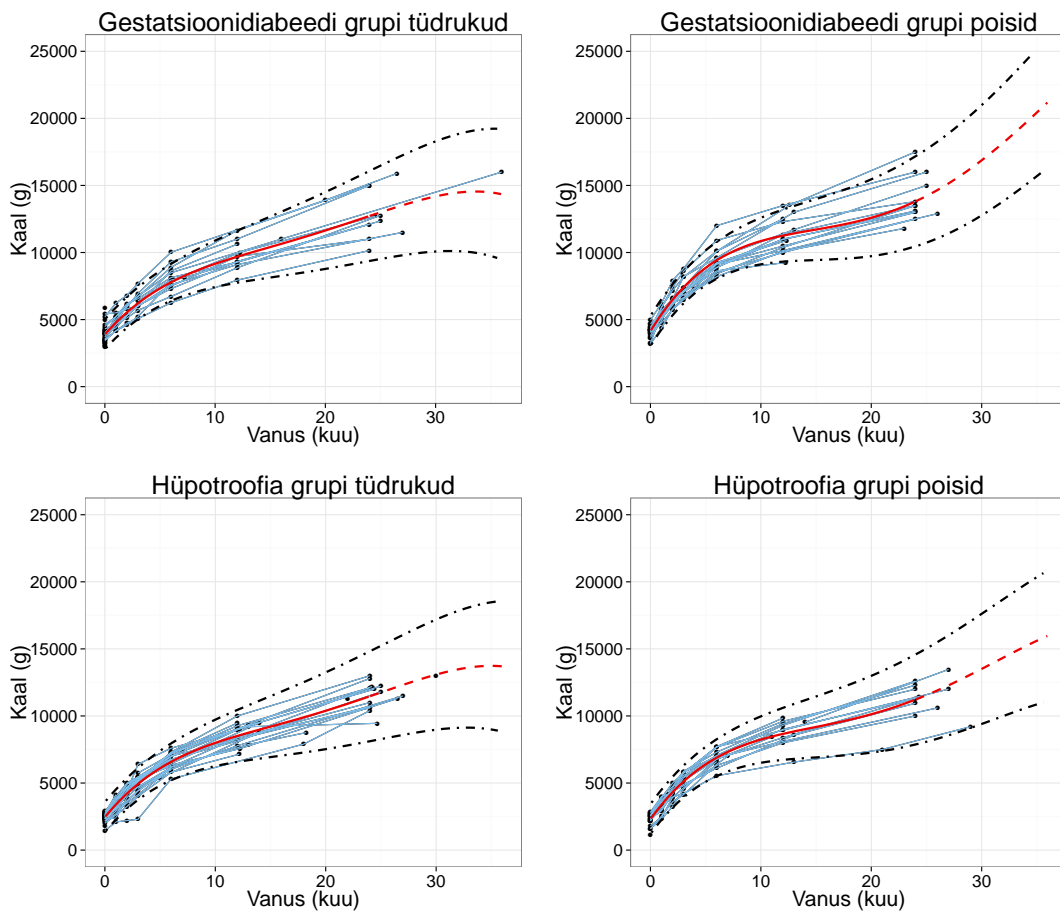 Gestatsioonidiabeedi grupi tüdrukud
25000
20000
15000
10000
5000
0
Kaal (g)
0 10 20 30
Vanus (kuu)
Gestatsioonidiabeedi grupi poisid
25000
20000
15000
10000
5000
0
Kaal (g)
0 10 20 30
Vanus (kuu)
Hüpotroofia grupi tüdrukud
25000
20000
15000
10000
5000
0
Kaal (g)
0 10 20 30
Vanus (kuu)
Hüpotroofia grupi poisid
25000
20000
15000
10000
5000
0
Kaal (g)
0 10 20 30
Vanus (kuu)